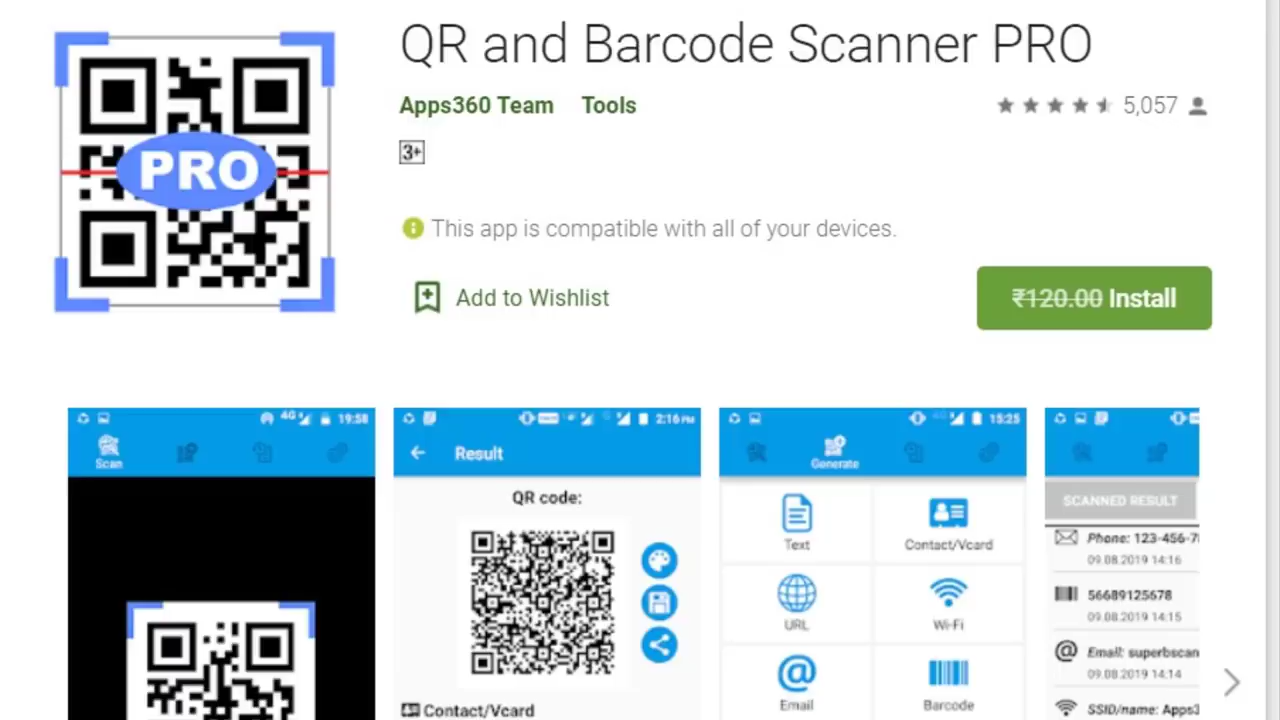 QR and Barcode Scanner PRO
PRO
Apps360 Team Tools
5,057
3+
This app is compatible with all of your devices.
Add to Wishlist
₹120.00 Install
4G 19:58
Scan
2:16 PM
Result
QR code:
Contact/Vcard
4G 15:25
Generate
Text
Contact/Vcard
URL
Wi-Fi
Email
Barcode
SCANNED RESULT
Phone: 123-456-7
09.08.2019 14:16
56689125678
09.08.2019 14:15
Email: superbscan
09.08.2019 14:14
SSID/name: Apps3